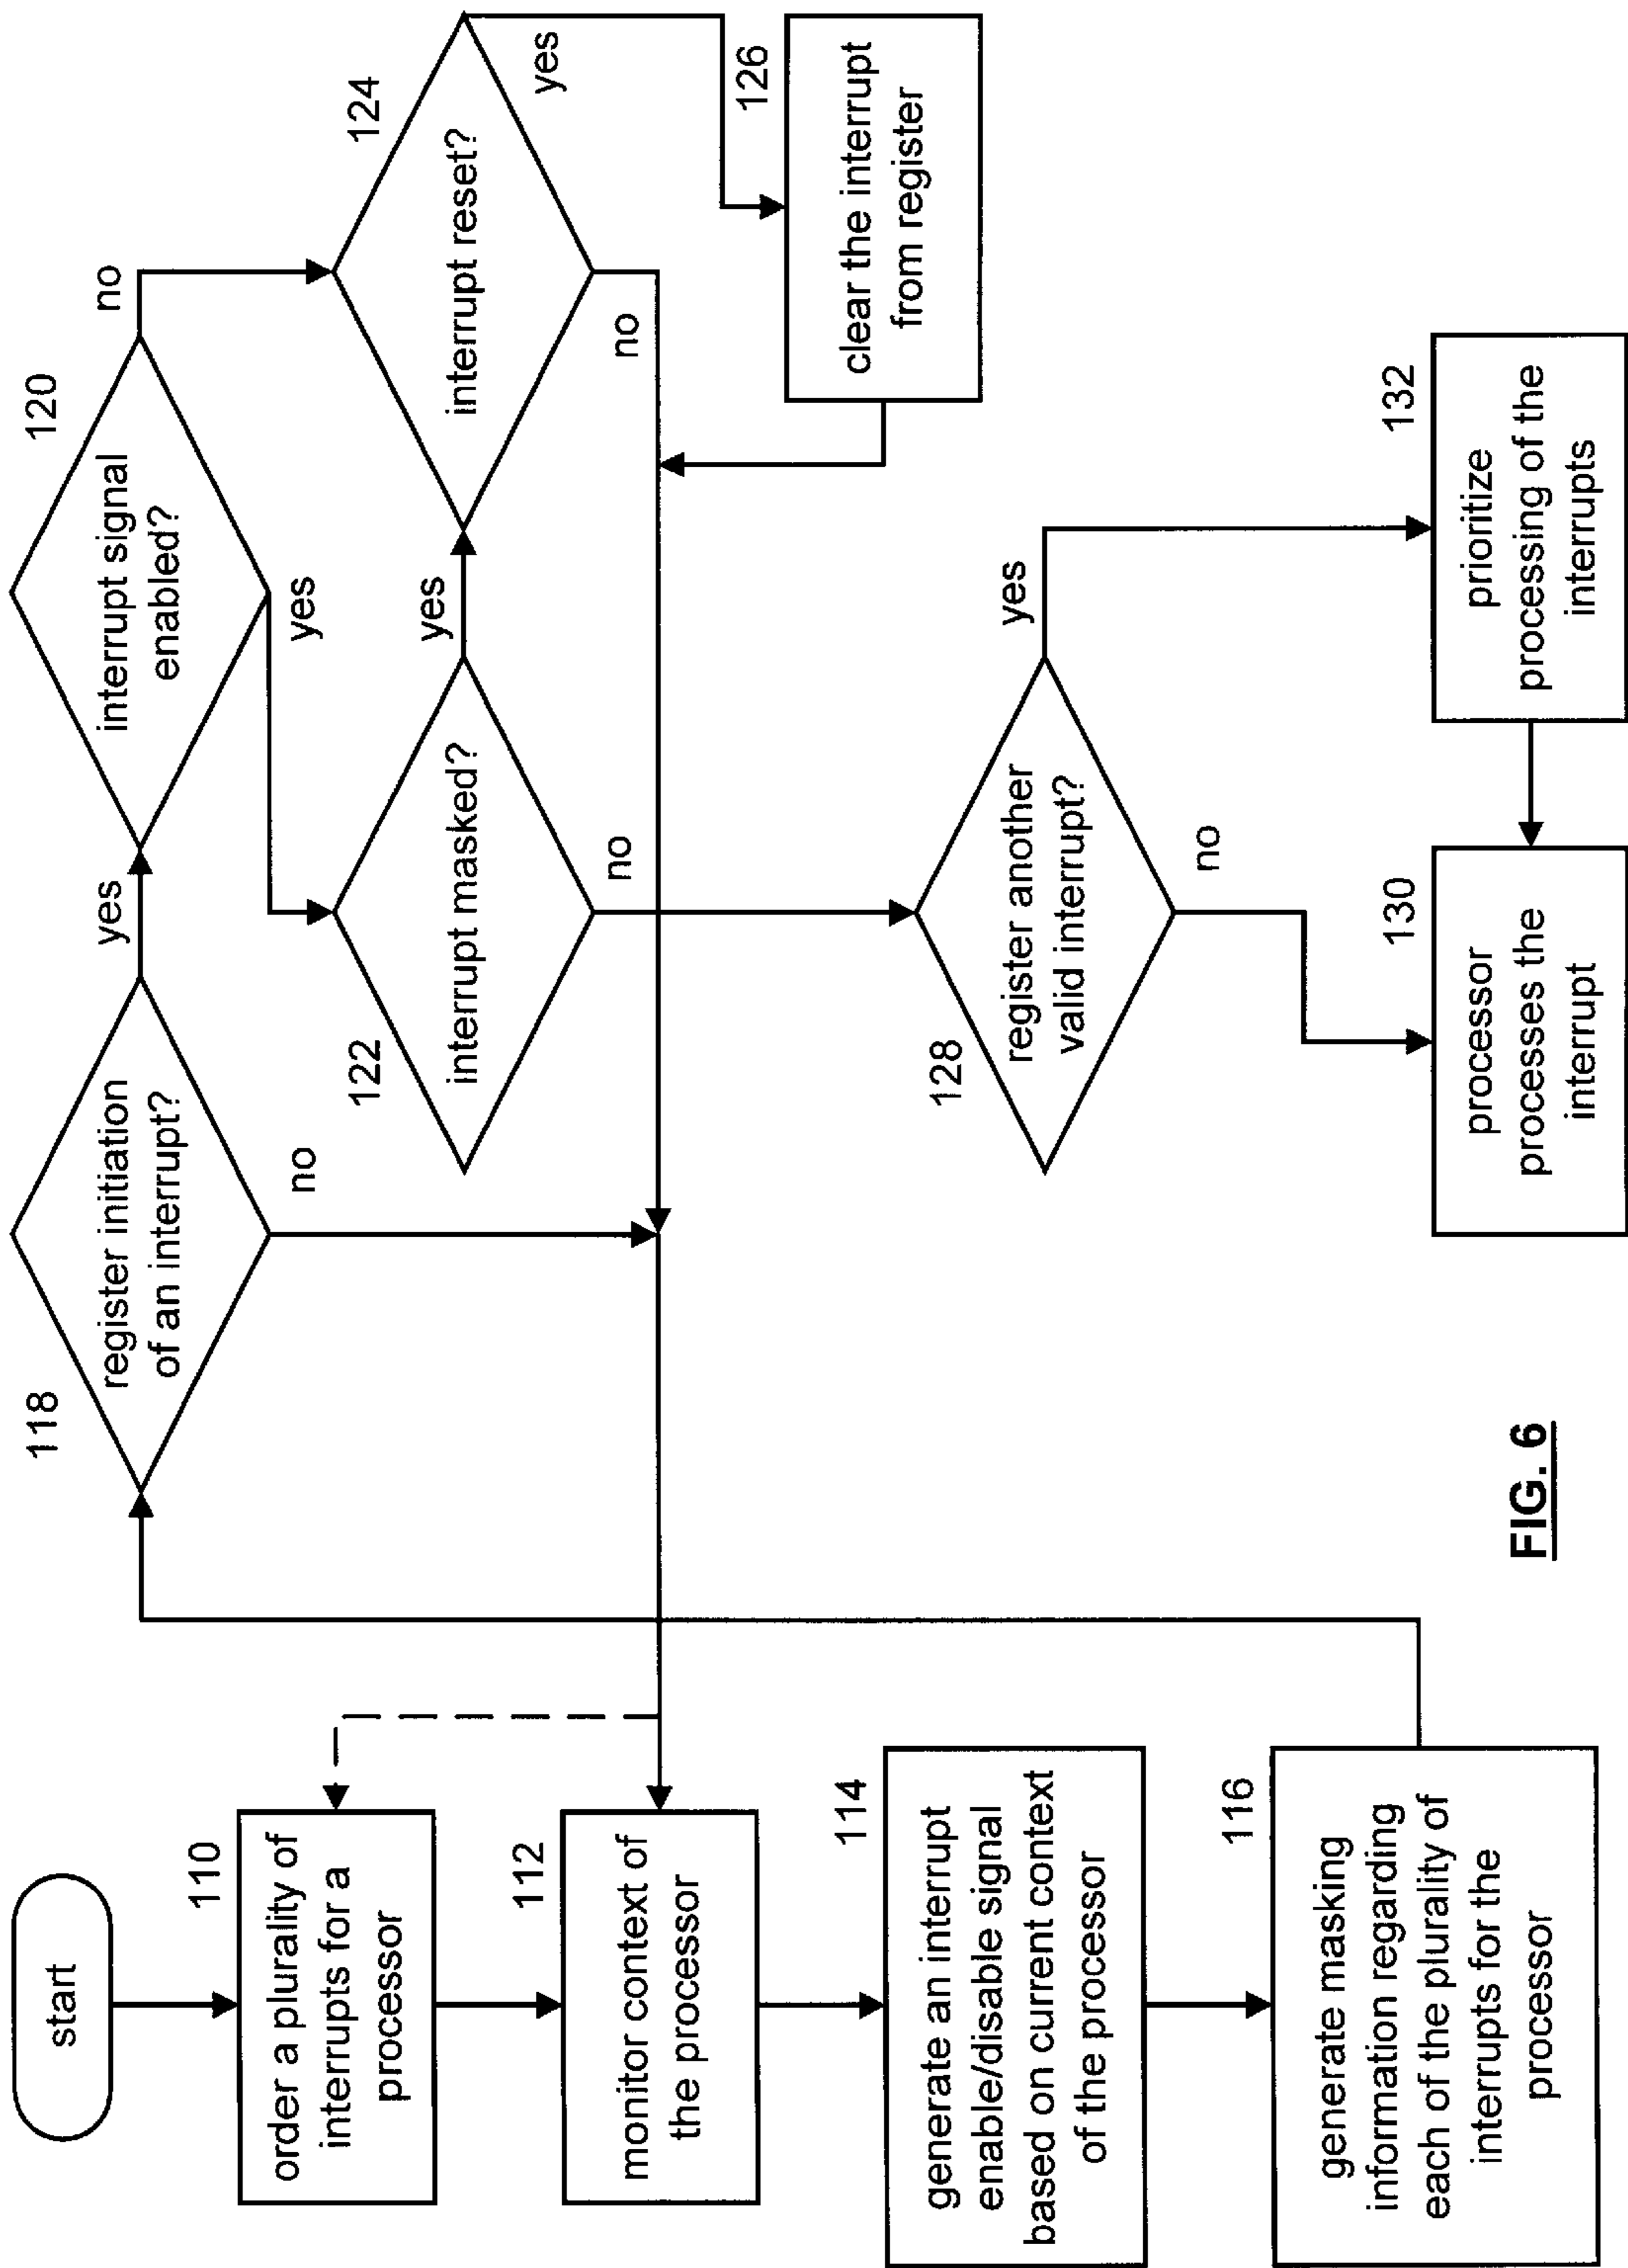 start
110
order a plurality of
interrupts for a
processor
112
monitor context of
the processor
114
generate an interrupt
enable/disable signal
based on current context
of the processor
116
generate masking
information regarding
each of the plurality of
interrupts for the
processor
118
register initiation
of an interrupt?
yes
no
120
interrupt signal
enabled?
no
yes
122
interrupt masked?
yes
no
124
interrupt reset?
yes
no
126
clear the interrupt
from register
128
register another
valid interrupt?
yes
no
130
processor
processes the
interrupt
132
prioritize
processing of the
interrupts
FIG. 6